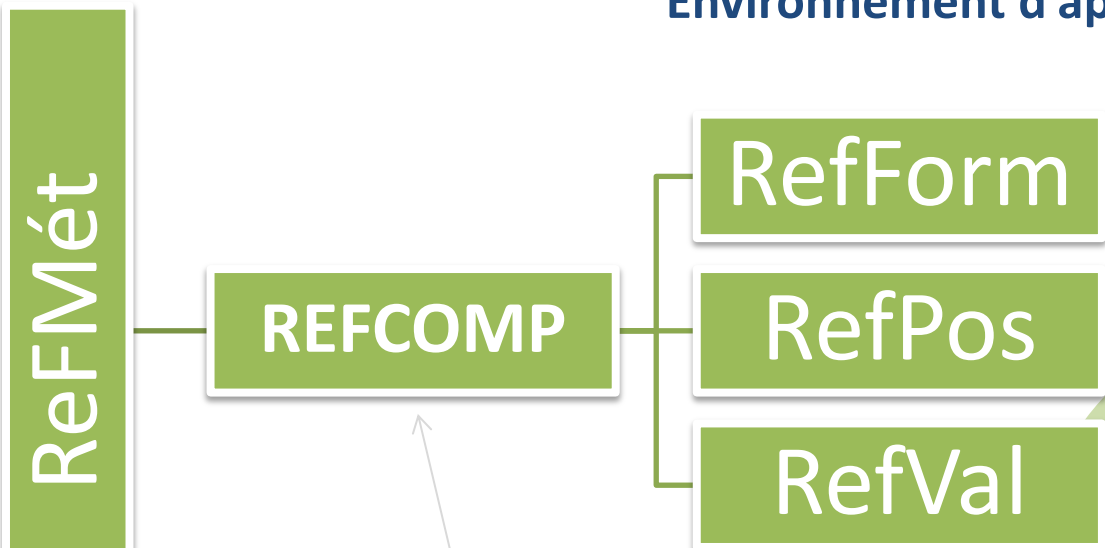 Environnement d'ap
ReFMét
REFCOMP
RefForm
RefPos
RefVal